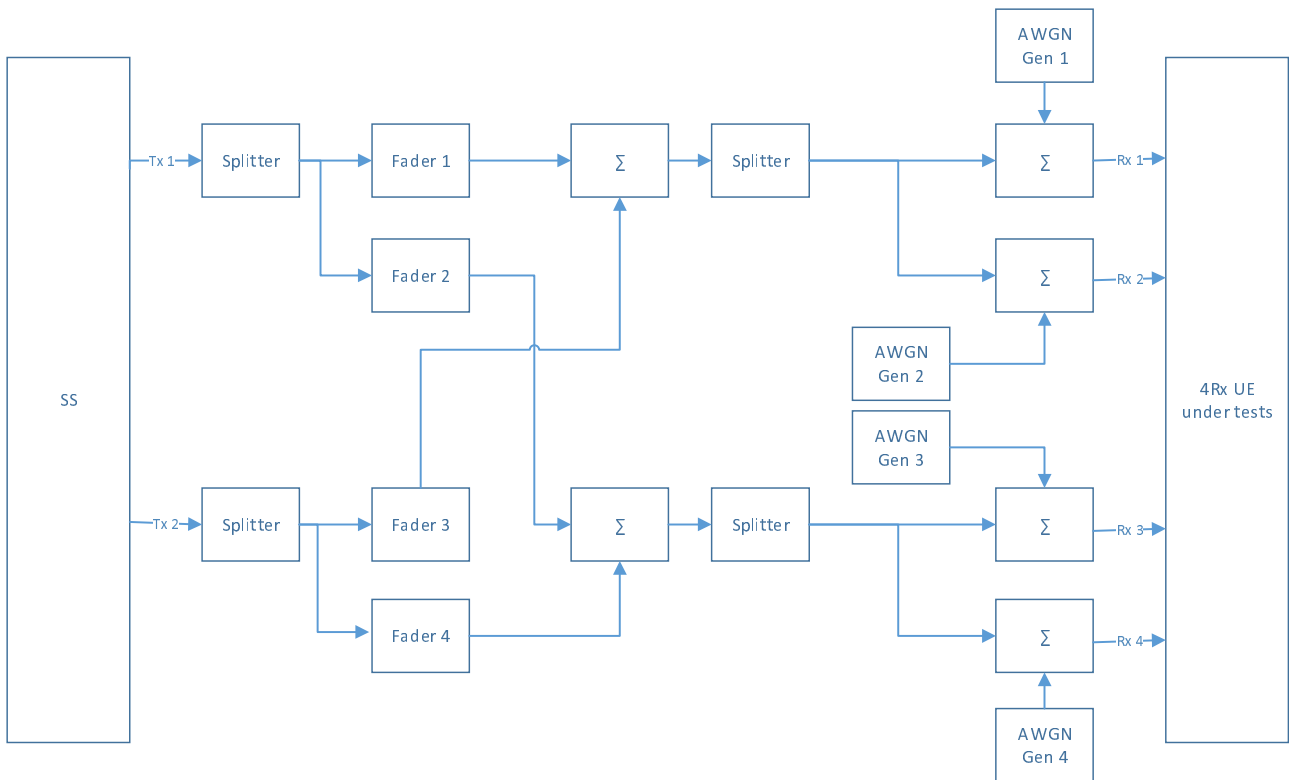 AWGN
Gen 1
Tx 1
Splitter
Fader 1
∑
Splitter
∑
Rx 1
Fader 2
∑
Rx 2
AWGN
Gen 2
SS
4Rx UE
under tests
AWGN
Gen 3
Tx 2
Splitter
Fader 3
∑
Splitter
∑
Rx 3
Fader 4
∑
Rx 4
AWGN
Gen 4